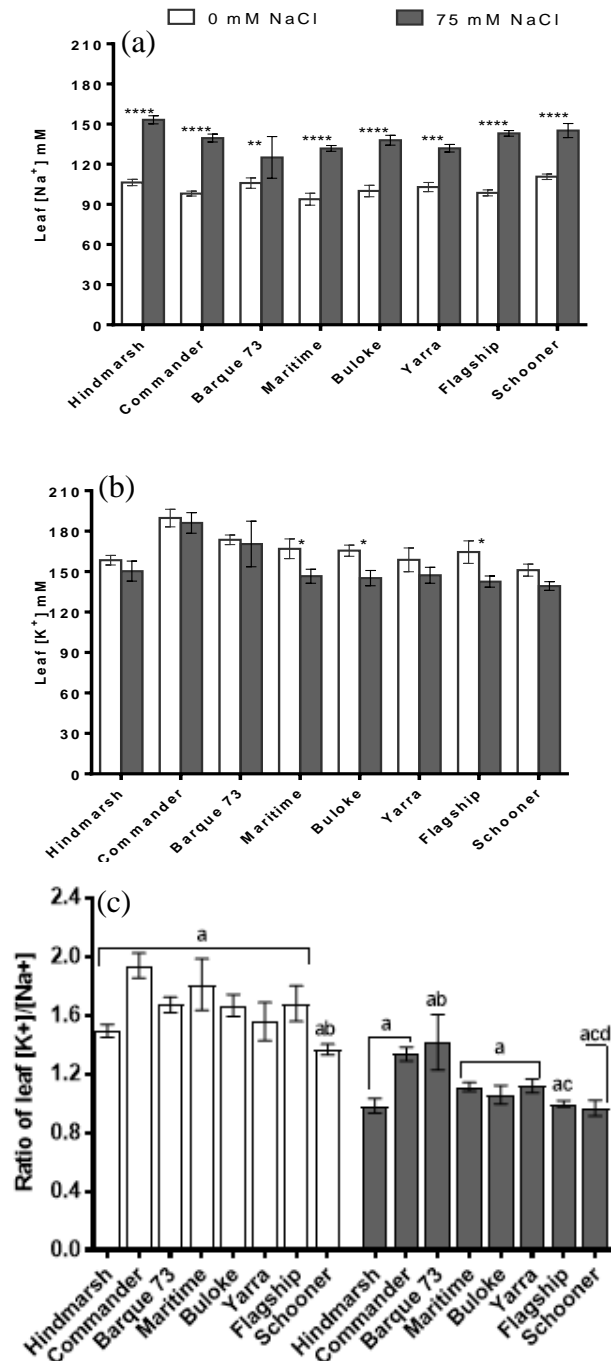 0 mM NaCl 75 mM NaCl
(a)
Leaf [Na+] mM
210
180
150
120
90
60
30
0
**** **** ** **** **** *** **** ****
Hindmarsh Commander Barque 73 Maritime Buloke Yarra Flagship Schooner
(b)
Leaf [K+] mM
210
180
150
120
90
60
30
0
* * *
Hindmarsh Commander Barque 73 Maritime Buloke Yarra Flagship Schooner
(c)
Ratio of leaf [K+]/[Na+]
2.4
2.0
1.6
1.2
0.8
0.4
0.0
a ab a ab a ac acd
Hindmarsh Commander Barque 73 Maritime Buloke Yarra Flagship Schooner Hindmarsh Commander Barque 73 Maritime Buloke Yarra Flagship Schooner